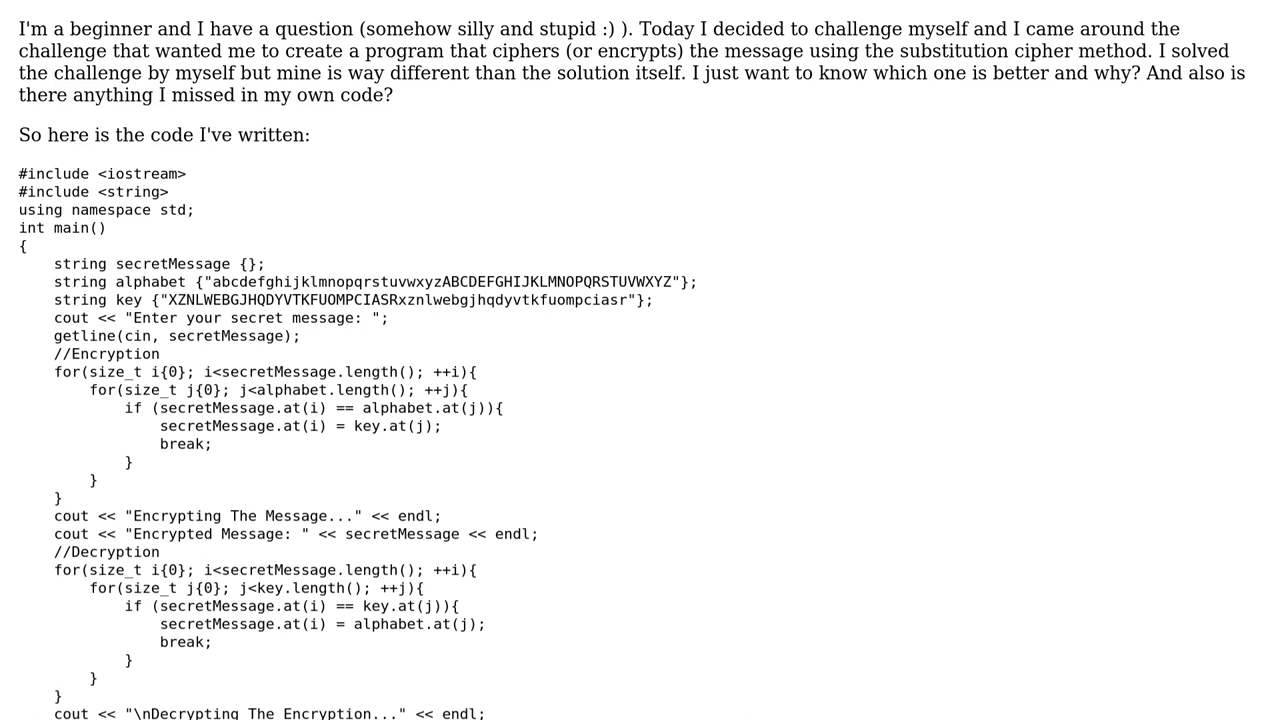 I'm a beginner and I have a question (somehow silly and stupid :) ). Today I decided to challenge myself and I came around the
challenge that wanted me to create a program that ciphers (or encrypts) the message using the substitution cipher method. I solved
the challenge by myself but mine is way different than the solution itself. I just want to know which one is better and why? And also is
there anything I missed in my own code?

So here is the code I've written:

#include <iostream>
#include <string>
using namespace std;
int main()
{
    string secretMessage {};
    string alphabet {"abcdefghijklmnopqrstuvwxyzABCDEFGHIJKLMNOPQRSTUVWXYZ"};
    string key {"XZNLWEBGJHQDYVTKFUOMPCIASRxznlwebgjhqdyvtkfuompciasr"};
    cout << "Enter your secret message: ";
    getline(cin, secretMessage);
    //Encryption
    for(size_t i{0}; i<secretMessage.length(); ++i){
        for(size_t j{0}; j<alphabet.length(); ++j){
            if (secretMessage.at(i) == alphabet.at(j)){
                secretMessage.at(i) = key.at(j);
                break;
            }
        }
    }
    cout << "Encrypting The Message..." << endl;
    cout << "Encrypted Message: " << secretMessage << endl;
    //Decryption
    for(size_t i{0}; i<secretMessage.length(); ++i){
        for(size_t j{0}; j<key.length(); ++j){
            if (secretMessage.at(i) == key.at(j)){
                secretMessage.at(i) = alphabet.at(j);
                break;
            }
        }
    }
    cout << "\nDecrypting The Encryption..." << endl;